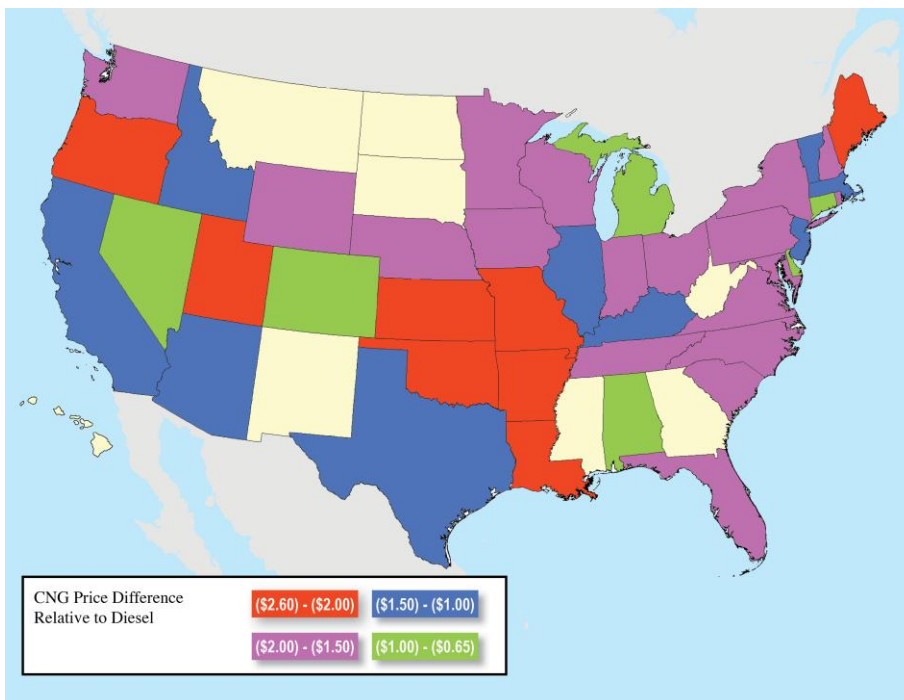 CNG Price Difference
Relative to Diesel
($2.60) - ($2.00)
($1.50) - ($1.00)
($2.00) - ($1.50)
($1.00) - ($0.65)